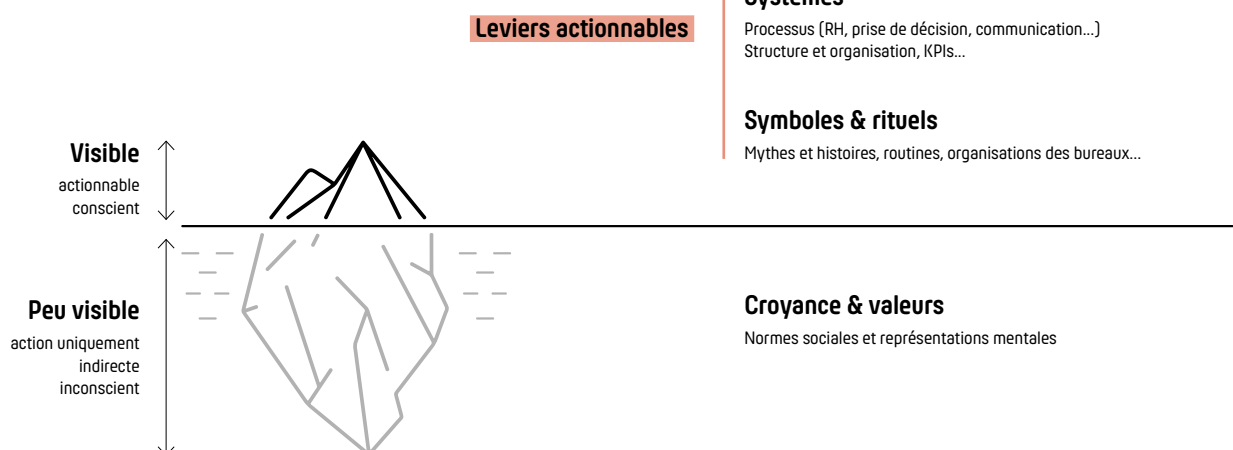 Systèmes
Leviers actionnables
Processus (RH, prise de décision, communication...)
Structure et organisation, KPIs...
Symboles & rituels
Mythes et histoires, routines, organisations des bureaux...
Visible
actionnable
conscient
Peu visible
action uniquement
indirecte
inconscient
Croyance & valeurs
Normes sociales et représentations mentales